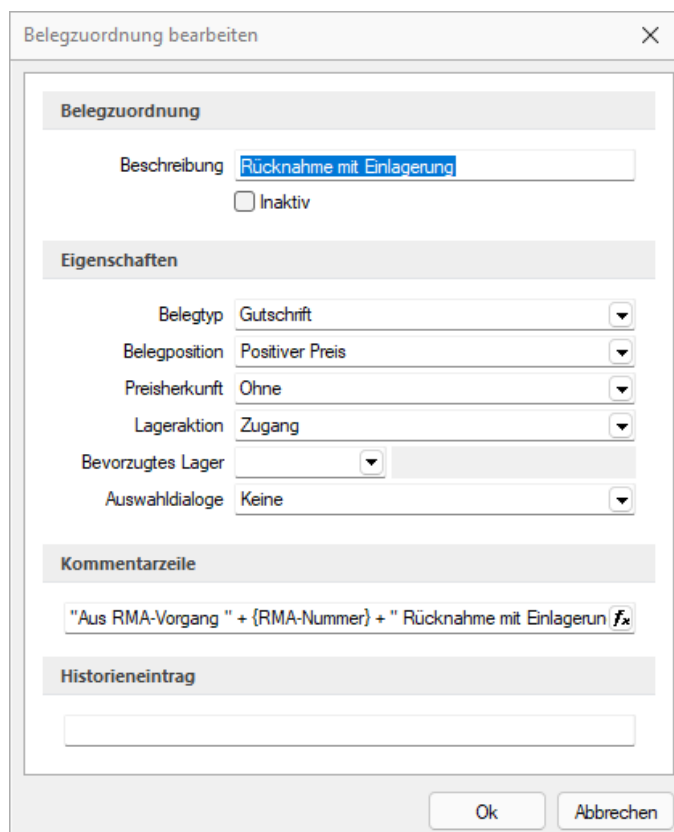 Belegzuordnung bearbeiten
Belegzuordnung
Beschreibung Rücknahme mit Einlagerung
Inaktiv
Eigenschaften
Belegtyp Gutschrift
Belegposition Positiver Preis
Preisherkunft Ohne
Lageraktion Zugang
Bevorzugtes Lager
Auswahldialoge Keine
Kommentarzeile
"Aus RMA-Vorgang " + {RMA-Nummer} + " Rücknahme mit Einlagerun fx
Historieneintrag
Ok Abbrechen